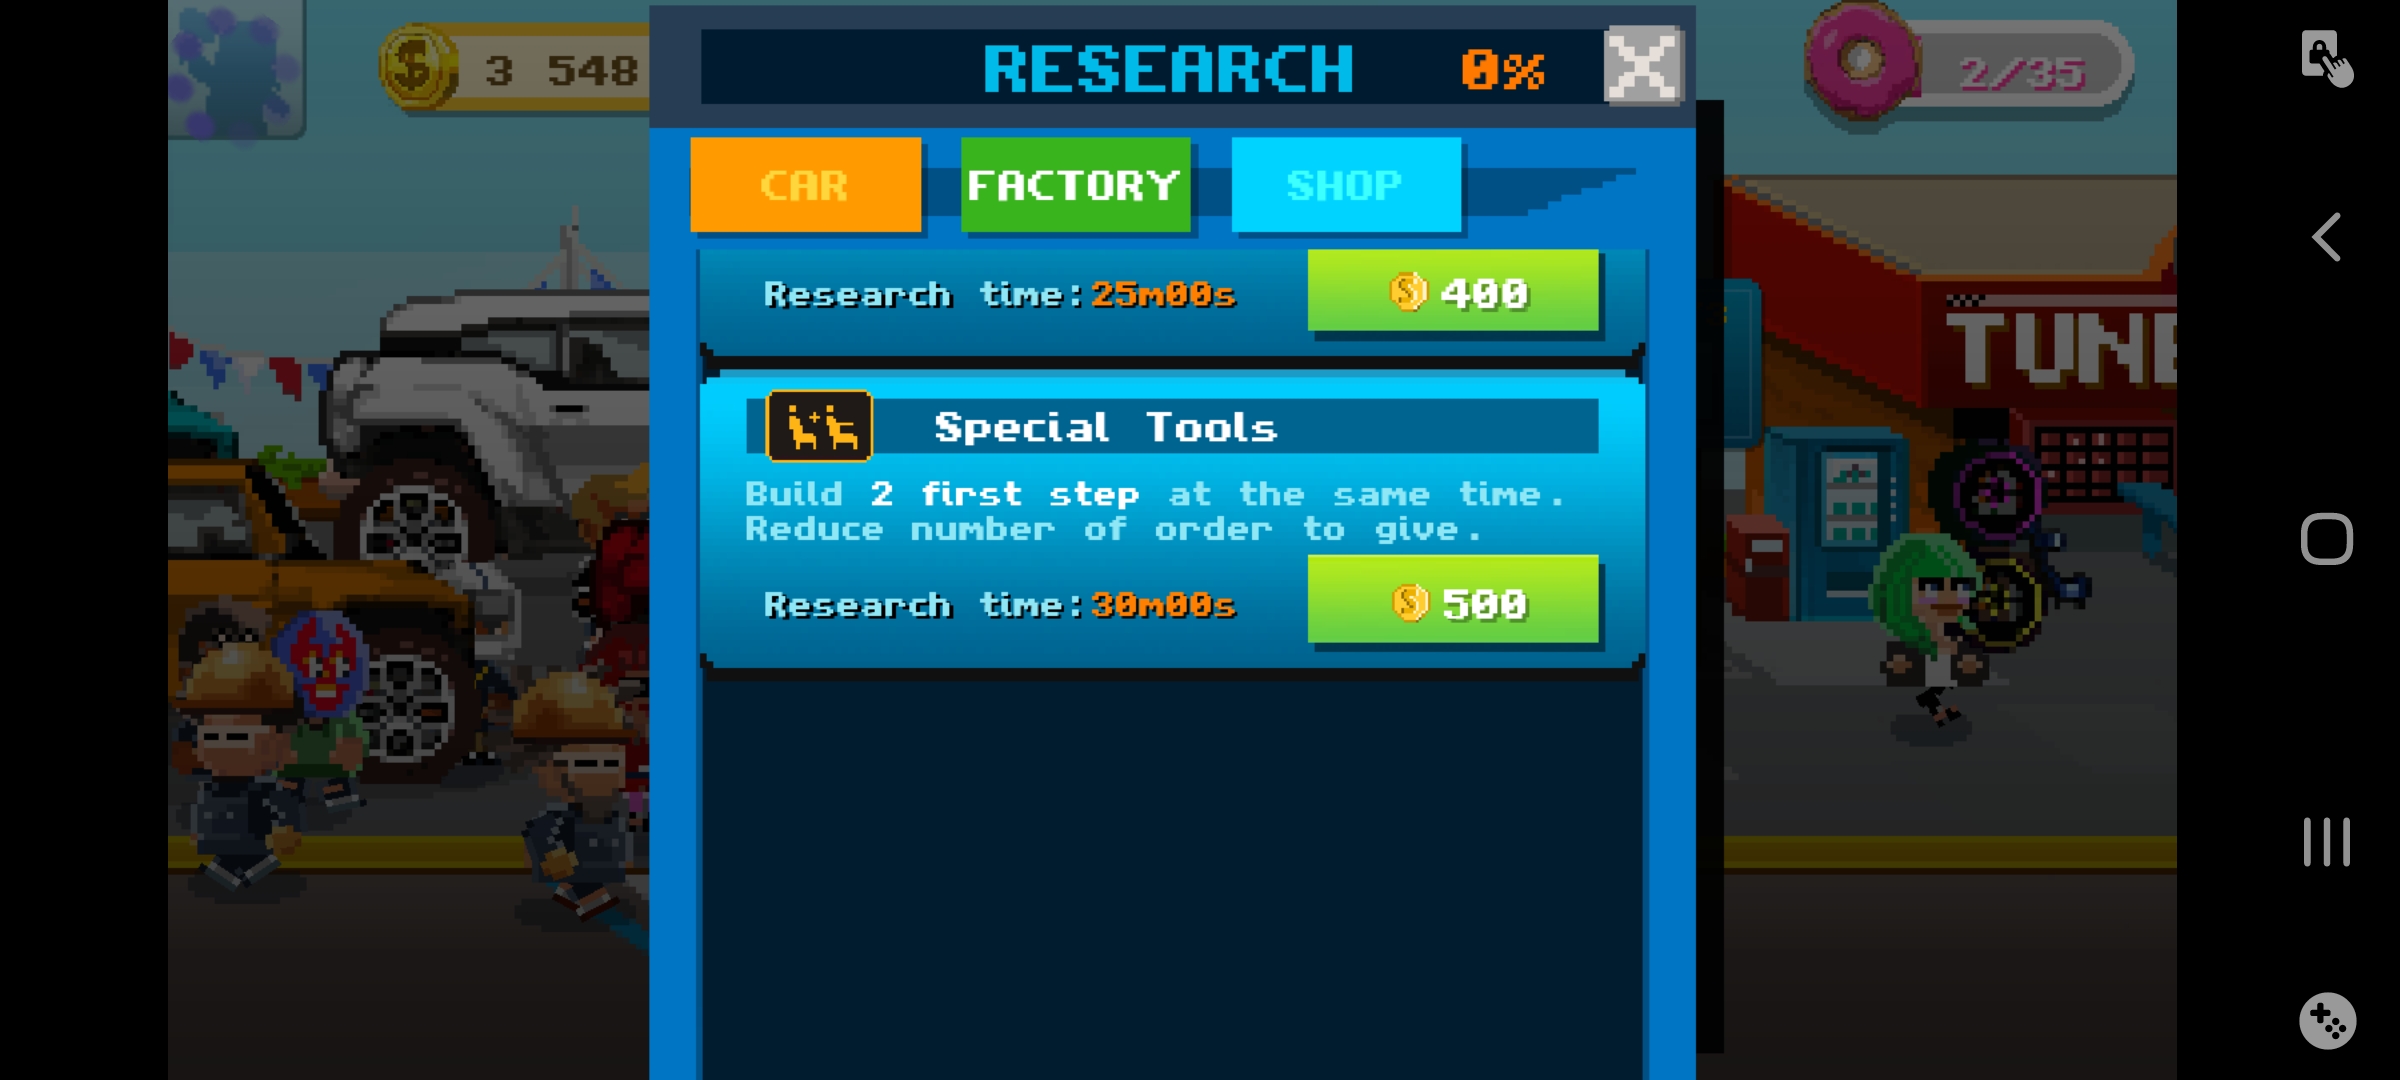 3 548
RESEARCH 0%
2/35
CAR FACTORY SHOP
Research time:25m00s 400
Special Tools
Build 2 first step at the same time.
Reduce number of order to give.
Research time:30m00s 500